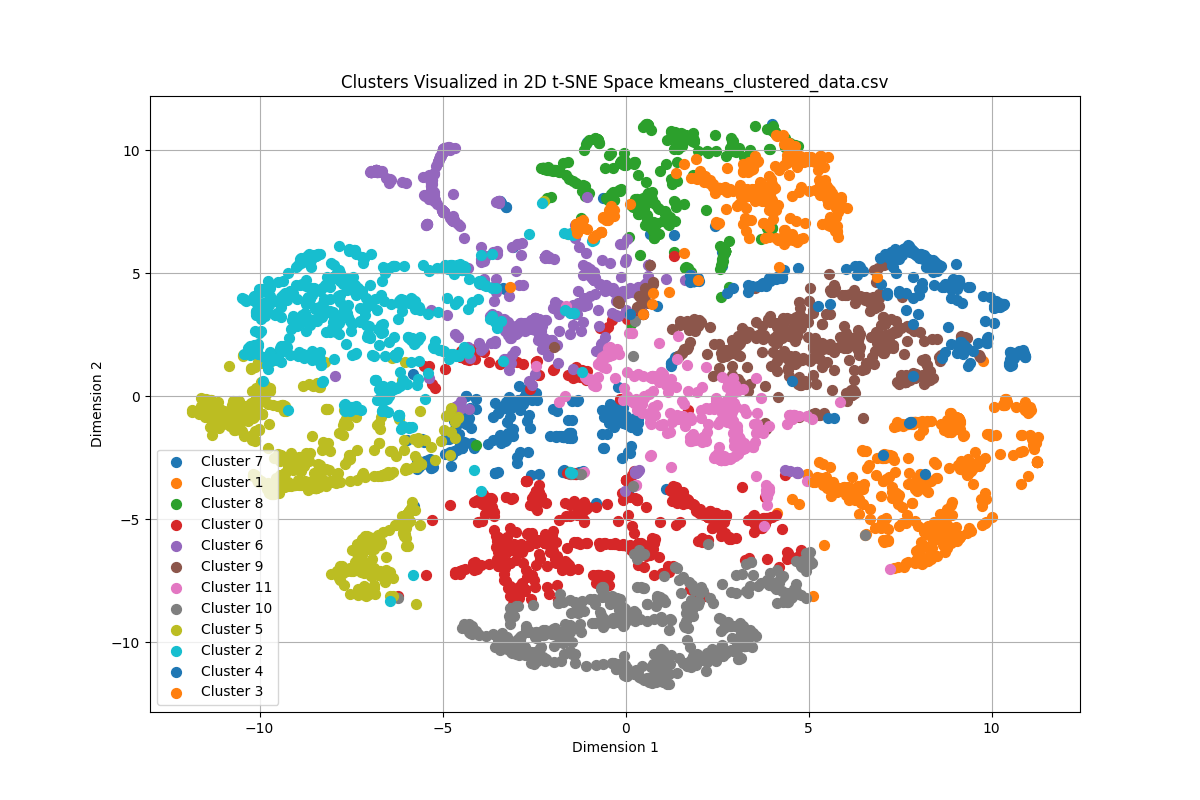 Clusters Visualized in 2D t-SNE Space kmeans_clustered_data.csv
10
5
0
−5
−10
Dimension 2
Cluster 7
Cluster 1
Cluster 8
Cluster 0
Cluster 6
Cluster 9
Cluster 11
Cluster 10
Cluster 5
Cluster 2
Cluster 4
Cluster 3
−10 −5 0 5 10
Dimension 1